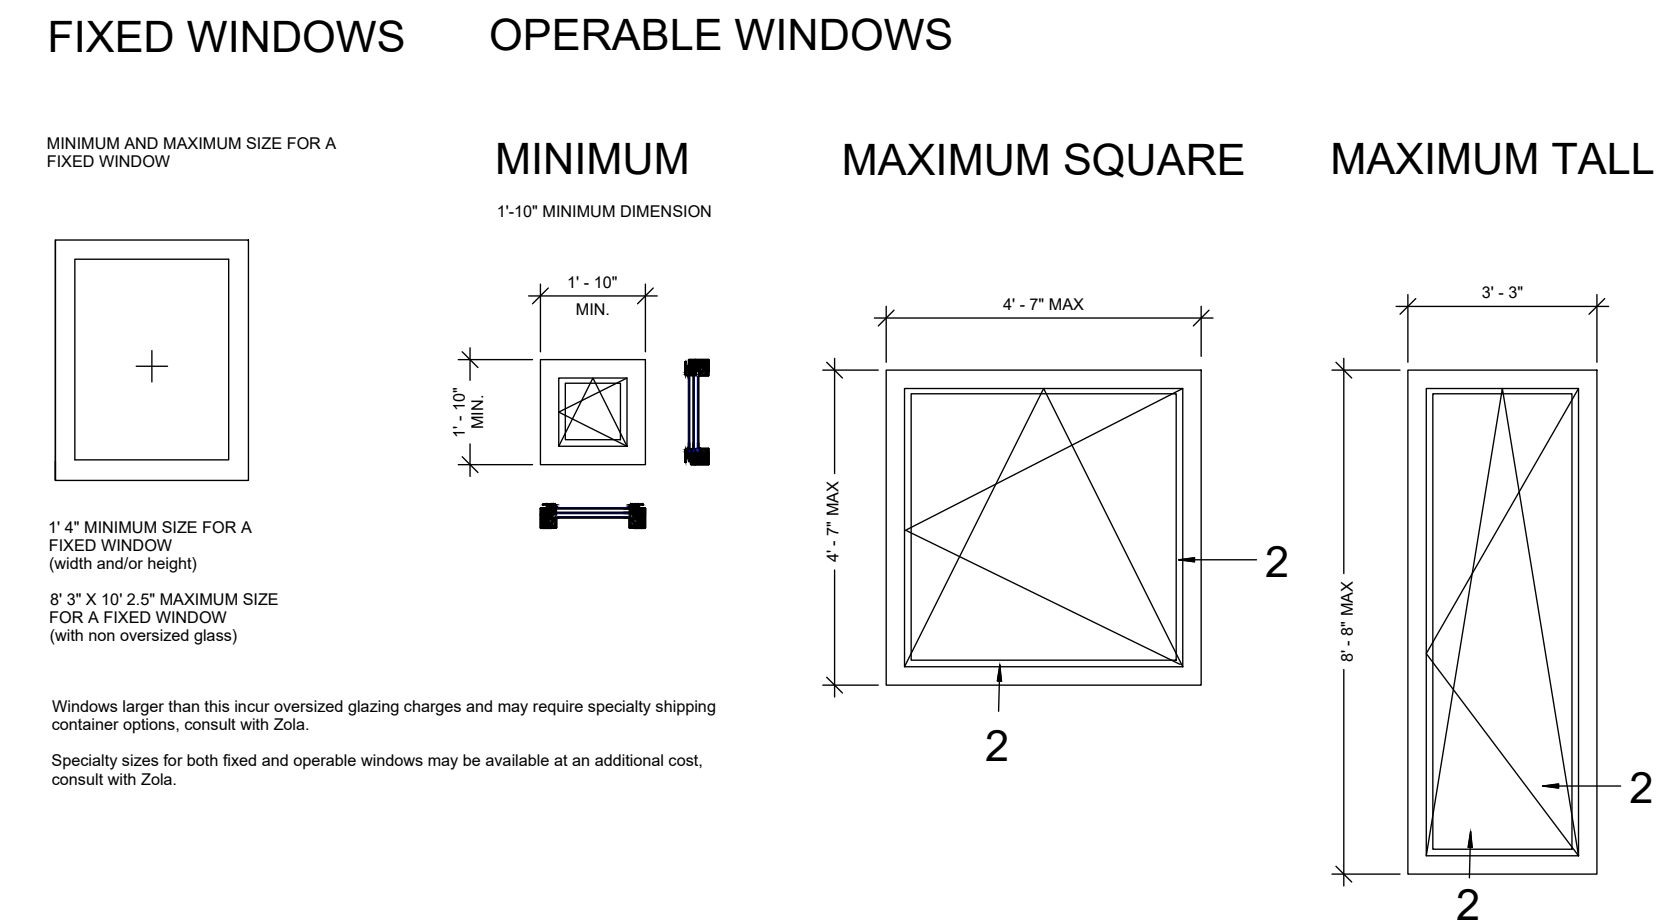 FIXED WINDOWS
OPERABLE WINDOWS
MINIMUM AND MAXIMUM SIZE FOR A
FIXED WINDOW
1' 4" MINIMUM SIZE FOR A
FIXED WINDOW
(width and/or height)
8' 3" X 10' 2.5" MAXIMUM SIZE
FOR A FIXED WINDOW
(with non oversized glass)
Windows larger than this incur oversized glazing charges and may require specialty shipping
container options, consult with Zola.
Specialty sizes for both fixed and operable windows may be available at an additional cost,
consult with Zola.
MINIMUM
1'-10" MINIMUM DIMENSION
1' - 10"
MIN.
1' - 10"
MIN.
MAXIMUM SQUARE
4' - 7" MAX
4' - 7" MAX
2
2
MAXIMUM TALL
3' - 3"
8' - 8" MAX
2
2